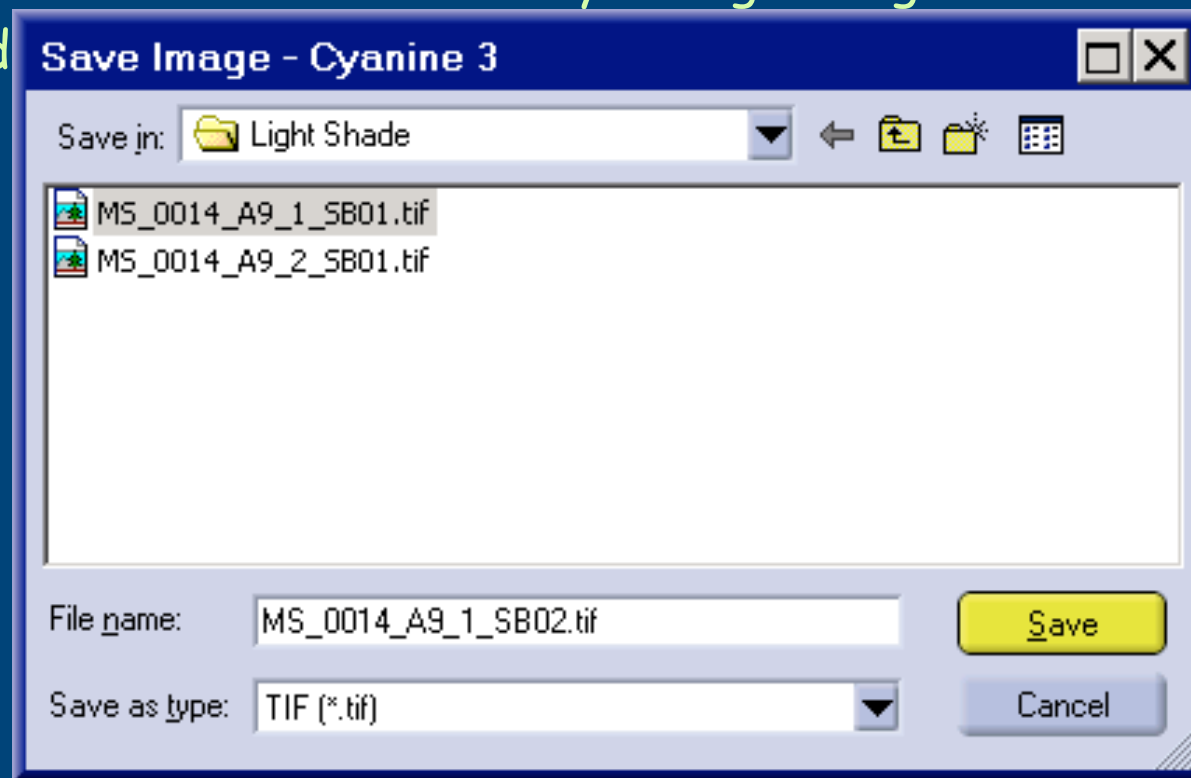 Save Image - Cyanine 3
Save in: Light Shade
MS_0014_A9_1_SB01.tif
MS_0014_A9_2_SB01.tif
File name: MS_0014_A9_1_SB02.tif
Save
Save as type: TIF (*.tif)
Cancel